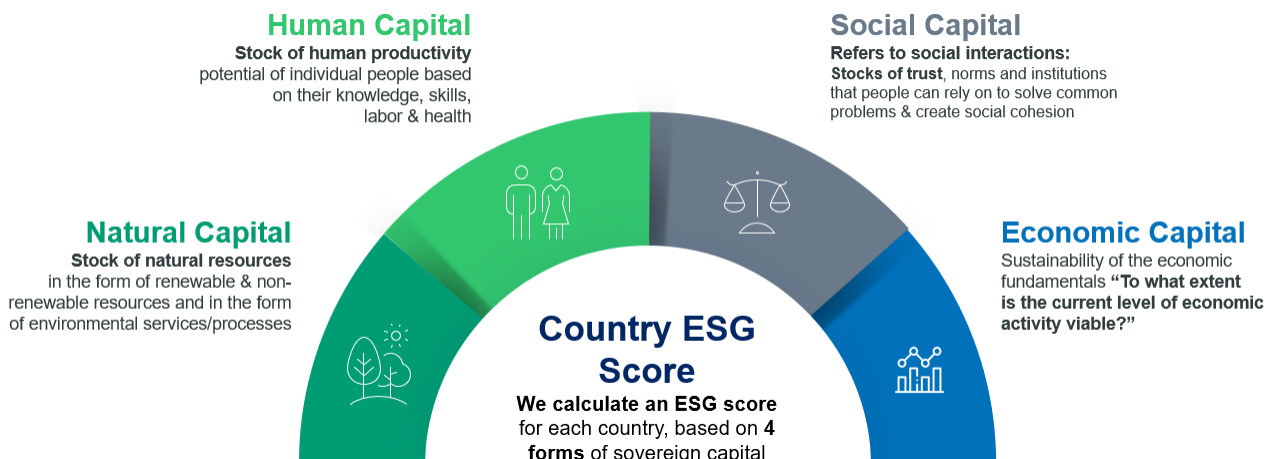 Human Capital
Stock of human productivity
potential of individual people based
on their knowledge, skills,
labor & health
Social Capital
Refers to social interactions:
Stocks of trust, norms and institutions
that people can rely on to solve common
problems & create social cohesion
Natural Capital
Stock of natural resources
in the form of renewable & non-
renewable resources and in the form
of environmental services/processes
Economic Capital
Sustainability of the economic
fundamentals “To what extent
is the current level of economic
activity viable?”
Country ESG
Score
We calculate an ESG score
for each country, based on 4
forms of sovereign capital